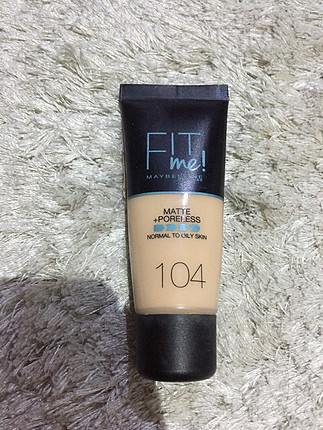 FIT
me!
MAYBELLINE
MATTE
+PORELESS
NORMAL TO OILY SKIN
104